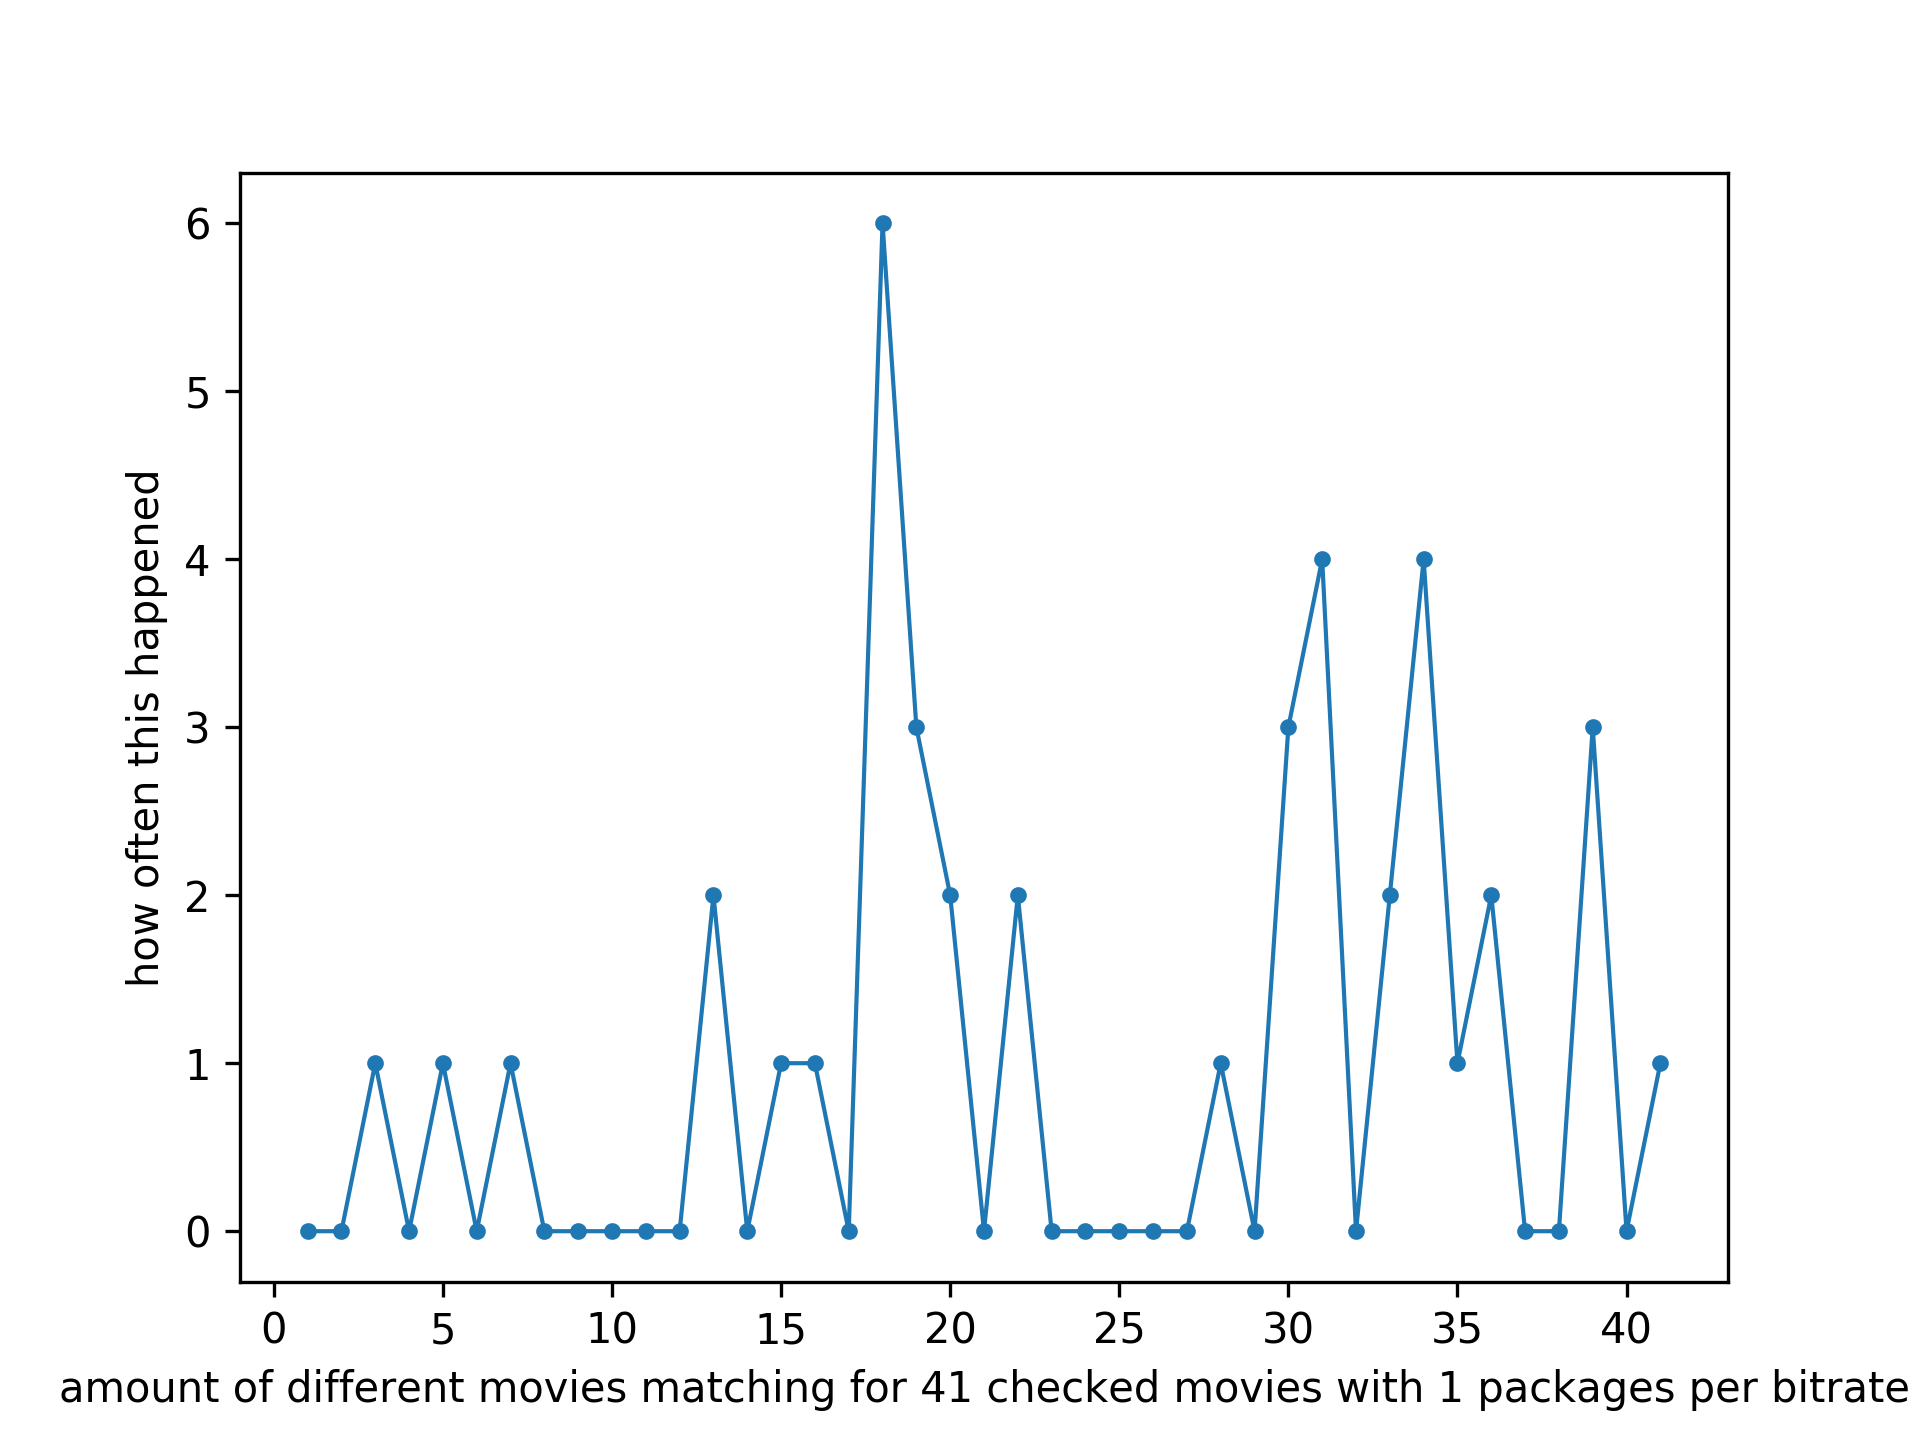 6
5
4
3
2
1
0
how often this happened
0 5 10 15 20 25 30 35 40
amount of different movies matching for 41 checked movies with 1 packages per bitrate